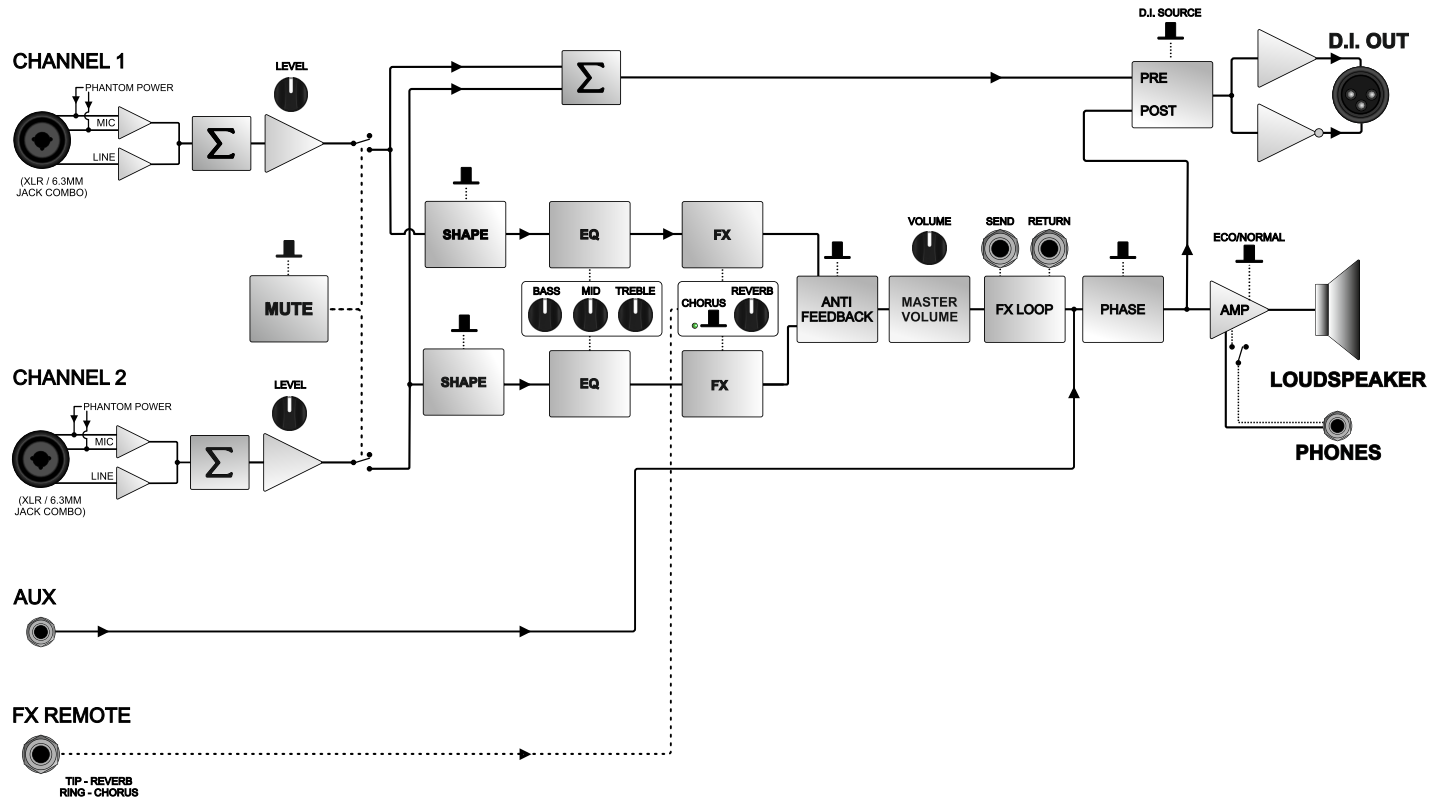 D.I. SOURCE
CHANNEL 1
LEVEL
D.I. OUT
PHANTOM POWER
MIC
LINE
Σ
Σ
PRE
POST
(XLR / 6.3MM
JACK COMBO)
SHAPE
EQ
FX
VOLUME
SEND
RETURN
ECO/NORMAL
MUTE
BASS
MID
TREBLE
CHORUS
REVERB
ANTI
FEEDBACK
MASTER
VOLUME
FX LOOP
PHASE
AMP
CHANNEL 2
LEVEL
PHANTOM POWER
MIC
LINE
Σ
(XLR / 6.3MM
JACK COMBO)
SHAPE
EQ
FX
LOUDSPEAKER
PHONES
AUX
FX REMOTE
TIP - REVERB
RING - CHORUS